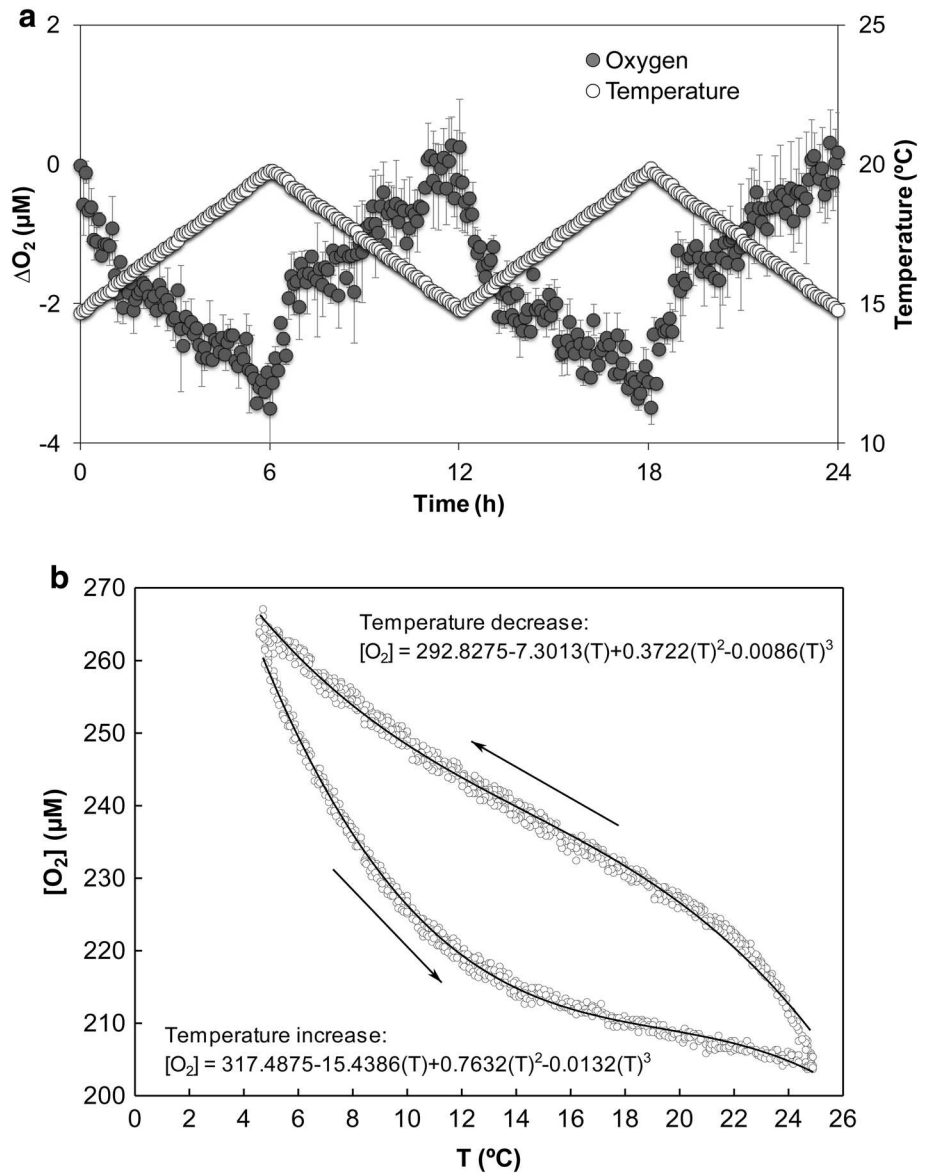 a
2
0
-2
-4
ΔO₂ (µM)
Oxygen
Temperature
25
20
15
10
Temperature (ºC)
0 6 12 18 24
Time (h)
b
270
260
250
240
230
220
210
200
[O₂] (µM)
Temperature decrease:
[O₂] = 292.8275-7.3013(T)+0.3722(T)²-0.0086(T)³
Temperature increase:
[O₂] = 317.4875-15.4386(T)+0.7632(T)²-0.0132(T)³
0 2 4 6 8 10 12 14 16 18 20 22 24 26
T (ºC)